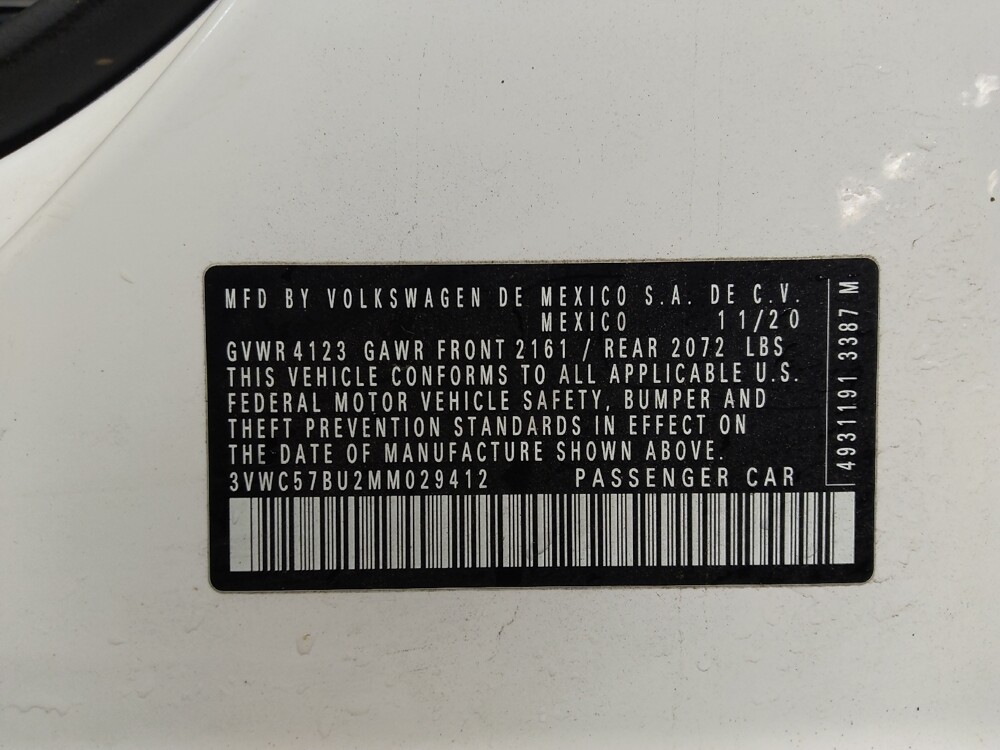 MFD BY VOLKSWAGEN DE MEXICO S.A. DE C.V.
MEXICO 11/20
GVWR 4123 GAWR FRONT 2161 / REAR 2072 LBS
THIS VEHICLE CONFORMS TO ALL APPLICABLE U.S.
FEDERAL MOTOR VEHICLE SAFETY, BUMPER AND
THEFT PREVENTION STANDARDS IN EFFECT ON
THE DATE OF MANUFACTURE SHOWN ABOVE.
3VWC57BU2MM029412 PASSENGER CAR
4931191 3387 M